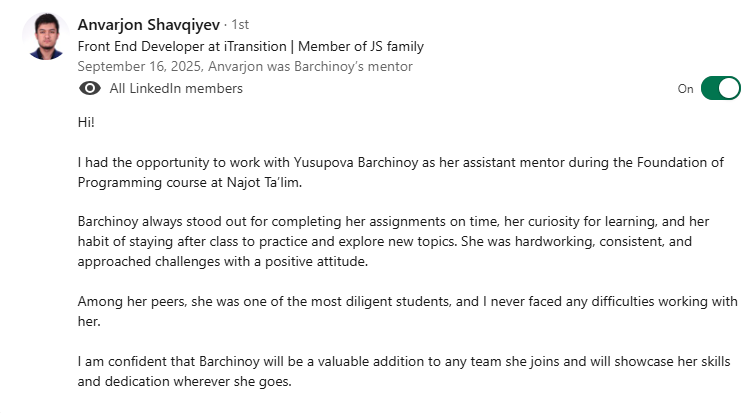 Anvarjon Shavqiyev · 1st
Front End Developer at iTransition | Member of JS family
September 16, 2025, Anvarjon was Barchinoy’s mentor
All LinkedIn members
On
Hi!
I had the opportunity to work with Yusupova Barchinoy as her assistant mentor during the Foundation of
Programming course at Najot Ta’lim.
Barchinoy always stood out for completing her assignments on time, her curiosity for learning, and her
habit of staying after class to practice and explore new topics. She was hardworking, consistent, and
approached challenges with a positive attitude.
Among her peers, she was one of the most diligent students, and I never faced any difficulties working with
her.
I am confident that Barchinoy will be a valuable addition to any team she joins and will showcase her skills
and dedication wherever she goes.